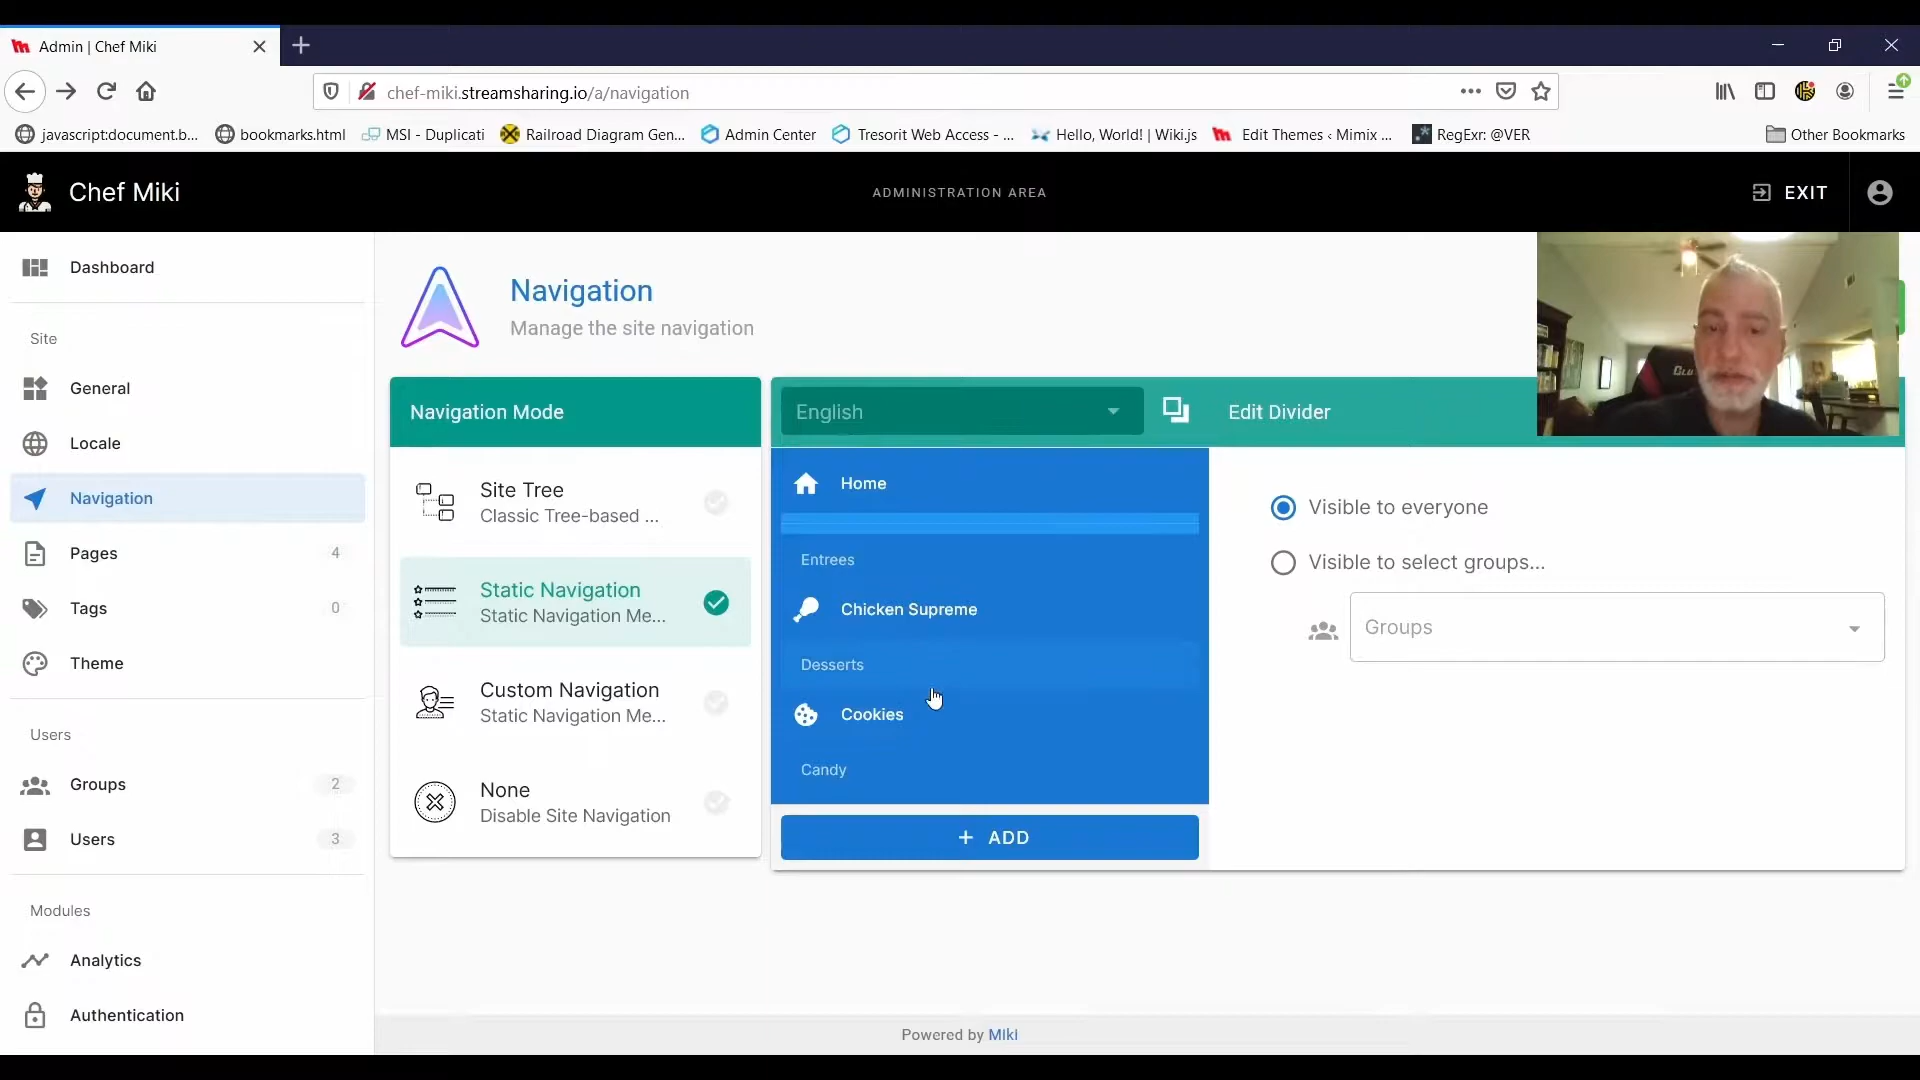 Admin | Chef Miki
chef-miki.streamsharing.io/a/navigation
javascript:document.b...
bookmarks.html
MSI - Duplicati
Railroad Diagram Gen...
Admin Center
Tresorit Web Access - ...
Hello, World! | Wiki.js
Edit Themes ‹ Mimix ...
RegExr: @VER
Other Bookmarks
Chef Miki
ADMINISTRATION AREA
EXIT
Dashboard
Site
General
Locale
Navigation
Pages 4
Tags 0
Theme
Users
Groups 2
Users 3
Modules
Analytics
Authentication
Navigation
Manage the site navigation
Navigation Mode
Site Tree
Classic Tree-based ...
Static Navigation
Static Navigation Me...
Custom Navigation
Static Navigation Me...
None
Disable Site Navigation
English
Edit Divider
Home
Entrees
Chicken Supreme
Desserts
Cookies
Candy
+ ADD
Visible to everyone
Visible to select groups...
Groups
Powered by Miki